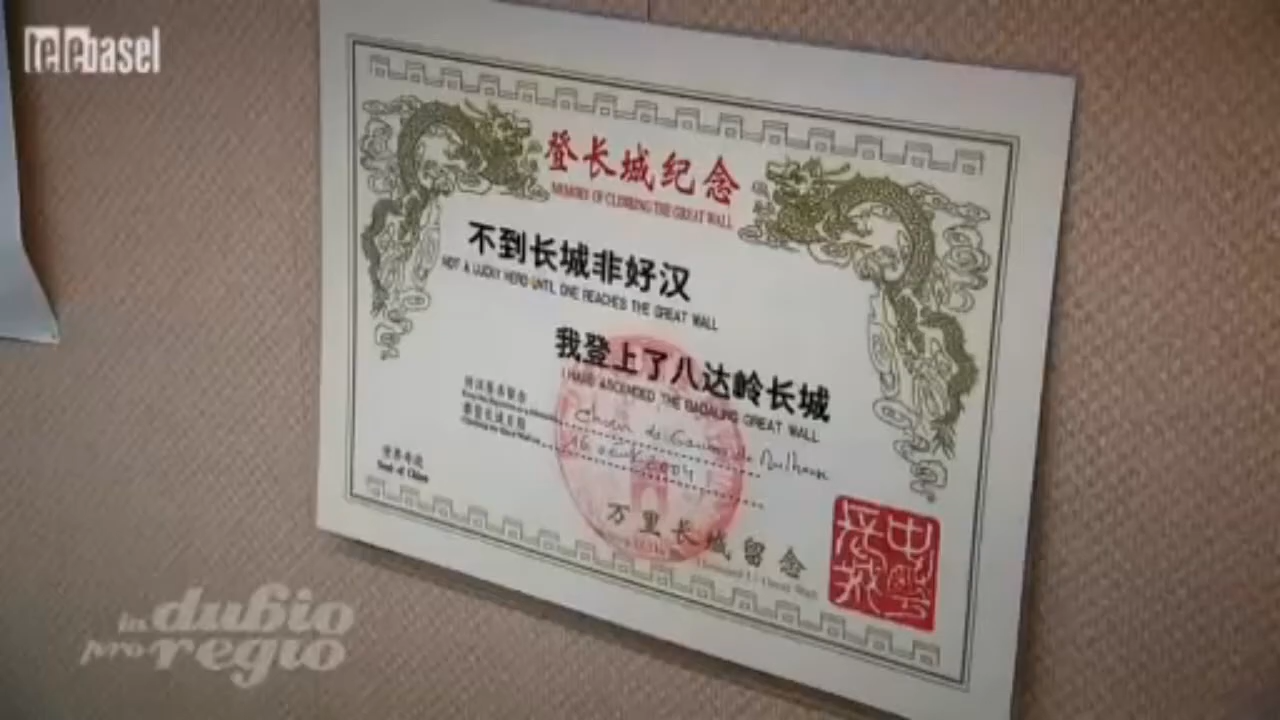 telebasel
登长城纪念
MEMORY OF CLIMBING THE GREAT WALL
不到长城非好汉
NOT A LUCKY HERO UNTIL ONE REACHES THE GREAT WALL
我登上了八达岭长城
I HAVE ASCENDED THE BADALING GREAT WALL
16 2004
万里长城留念
in dubio
pro regio